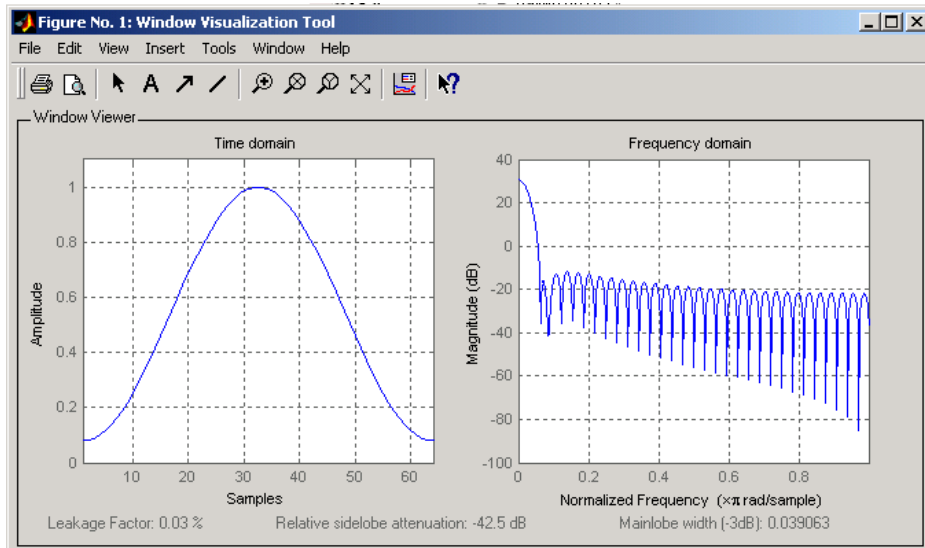 Figure No. 1: Window Visualization Tool
File Edit View Insert Tools Window Help
A
Window Viewer
Time domain
Amplitude
1
0.8
0.6
0.4
0.2
0
10 20 30 40 50 60
Samples
Frequency domain
Magnitude (dB)
40
20
0
-20
-40
-60
-80
-100
0 0.2 0.4 0.6 0.8
Normalized Frequency (×π rad/sample)
Leakage Factor: 0.03 % Relative sidelobe attenuation: -42.5 dB Mainlobe width (-3dB): 0.039063